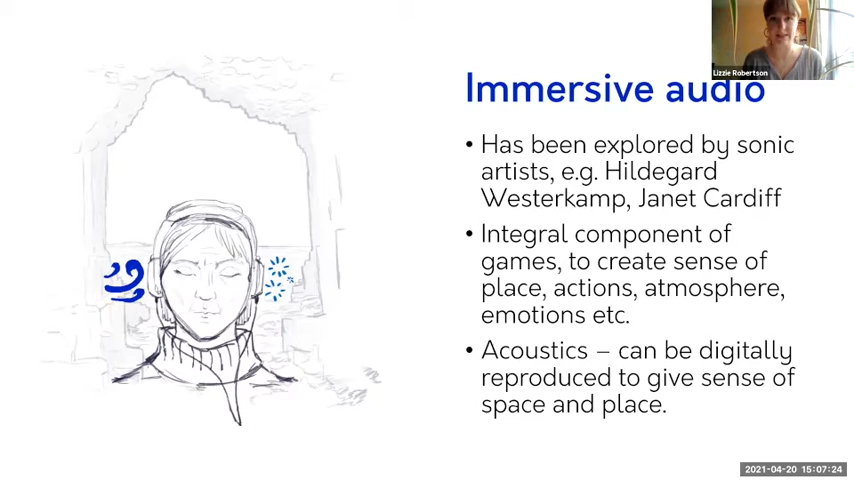 Lizzie Robertson
Immersive audio
• Has been explored by sonic
artists, e.g. Hildegard
Westerkamp, Janet Cardiff
• Integral component of
games, to create sense of
place, actions, atmosphere,
emotions etc.
• Acoustics – can be digitally
reproduced to give sense of
space and place.
2021-04-20 15:07:24